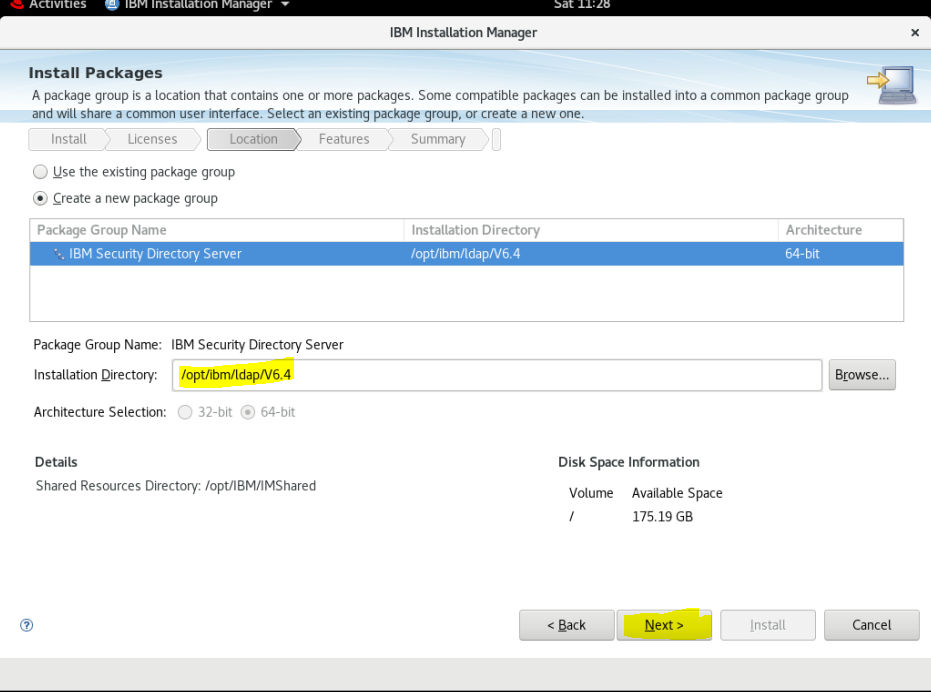 Activities IBM Installation Manager Sat 11:28
IBM Installation Manager ×
Install Packages
A package group is a location that contains one or more packages. Some compatible packages can be installed into a common package group
and will share a common user interface. Select an existing package group, or create a new one.
Install Licenses Location Features Summary
Use the existing package group
Create a new package group
Package Group Name Installation Directory Architecture
IBM Security Directory Server /opt/ibm/ldap/V6.4 64-bit
Package Group Name: IBM Security Directory Server
Installation Directory: /opt/ibm/ldap/V6.4 Browse...
Architecture Selection: 32-bit 64-bit
Details Disk Space Information
Shared Resources Directory: /opt/IBM/IMShared
Volume Available Space
/ 175.19 GB
? < Back Next > Install Cancel